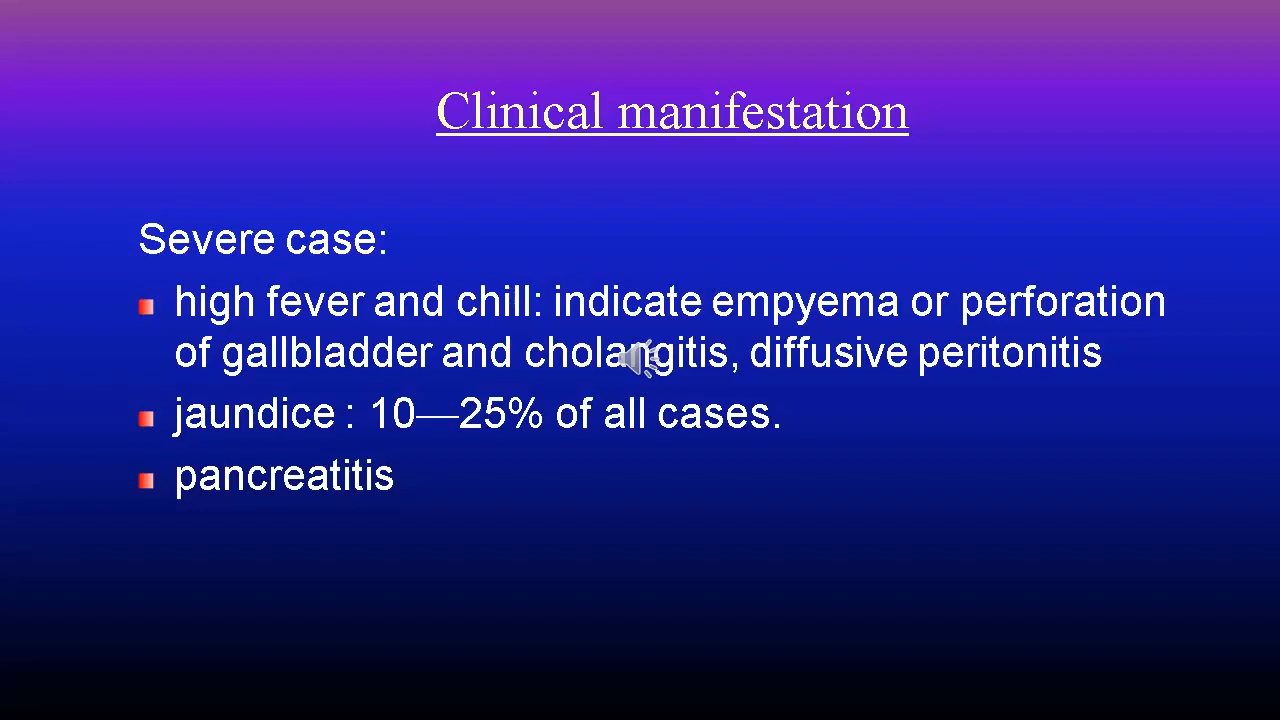 Clinical manifestation
Severe case:
high fever and chill: indicate empyema or perforation
of gallbladder and cholangitis, diffusive peritonitis
jaundice : 10—25% of all cases.
pancreatitis